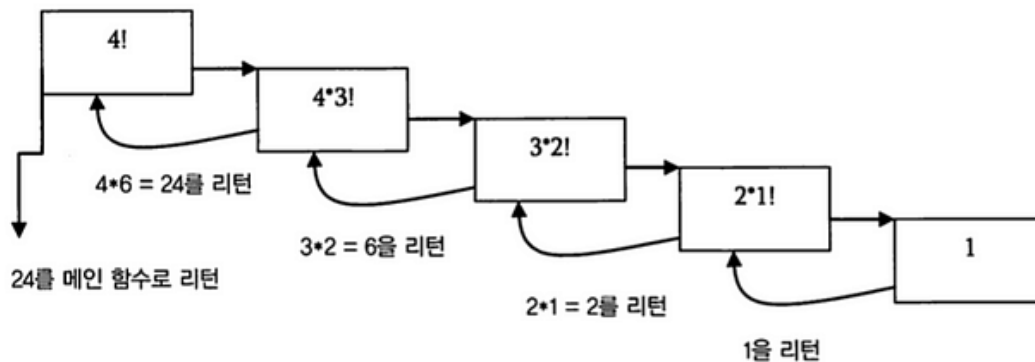 4!
4*3!
3*2!
2*1!
1
4*6 = 24를 리턴
3*2 = 6을 리턴
24를 메인 함수로 리턴
2*1 = 2를 리턴
1을 리턴